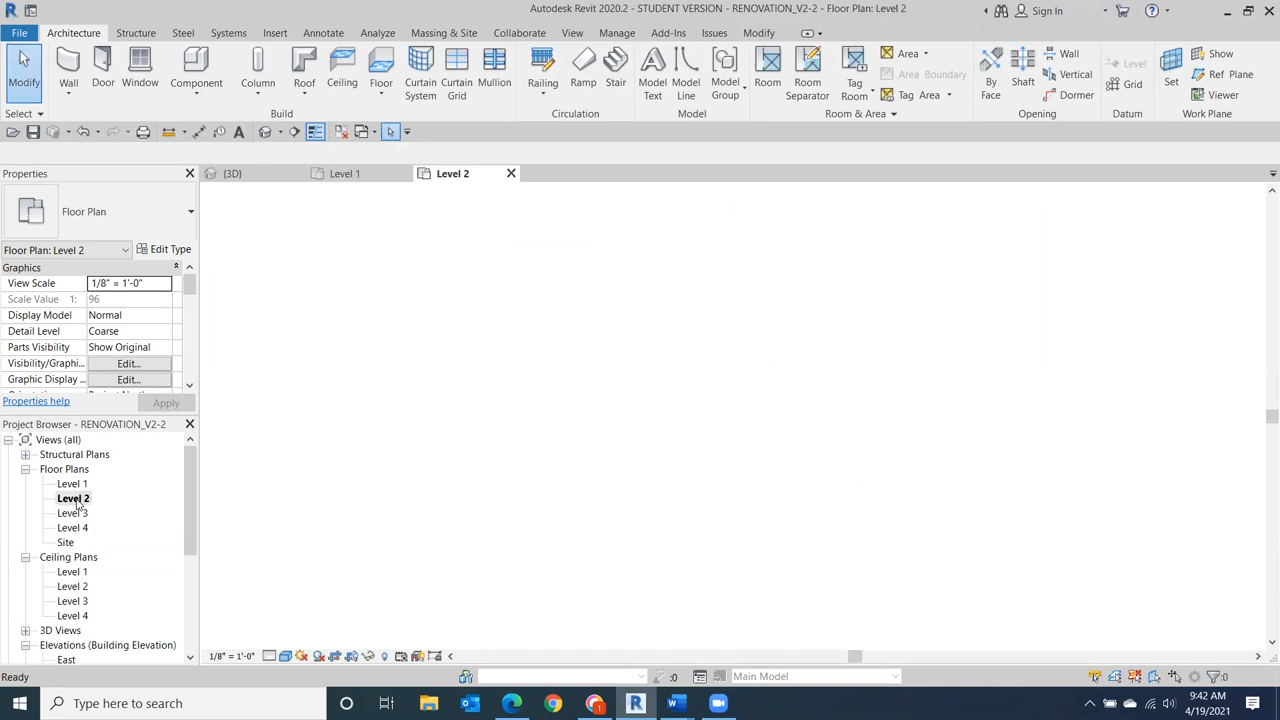 Autodesk Revit 2020.2 - STUDENT VERSION - RENOVATION_V2-2 - Floor Plan: Level 2
Sign In
File Architecture Structure Steel Systems Insert Annotate Analyze Massing & Site Collaborate View Manage Add-Ins Issues Modify
Modify Wall Door Window Component Column Roof Ceiling Floor Curtain System Curtain Grid Mullion Railing Ramp Stair Model Text Model Line Model Group Room Room Separator Tag Room
Area
Area Boundary
Tag Area
By Face Shaft
Wall
Vertical
Dormer
Level
Grid
Set
Show
Ref Plane
Viewer
Select Build Circulation Model Room & Area Opening Datum Work Plane
Properties
{3D} Level 1 Level 2
Floor Plan
Floor Plan: Level 2 Edit Type
Graphics
View Scale 1/8" = 1'-0"
Scale Value 1: 96
Display Model Normal
Detail Level Coarse
Parts Visibility Show Original
Visibility/Graphi... Edit...
Graphic Display ... Edit...
Properties help Apply
Project Browser - RENOVATION_V2-2
Views (all)
Structural Plans
Floor Plans
Level 1
Level 2
Level 3
Level 4
Site
Ceiling Plans
Level 1
Level 2
Level 3
Level 4
3D Views
Elevations (Building Elevation)
East
1/8" = 1'-0"
Ready :0 Main Model :0
Type here to search
9:42 AM
4/19/2021